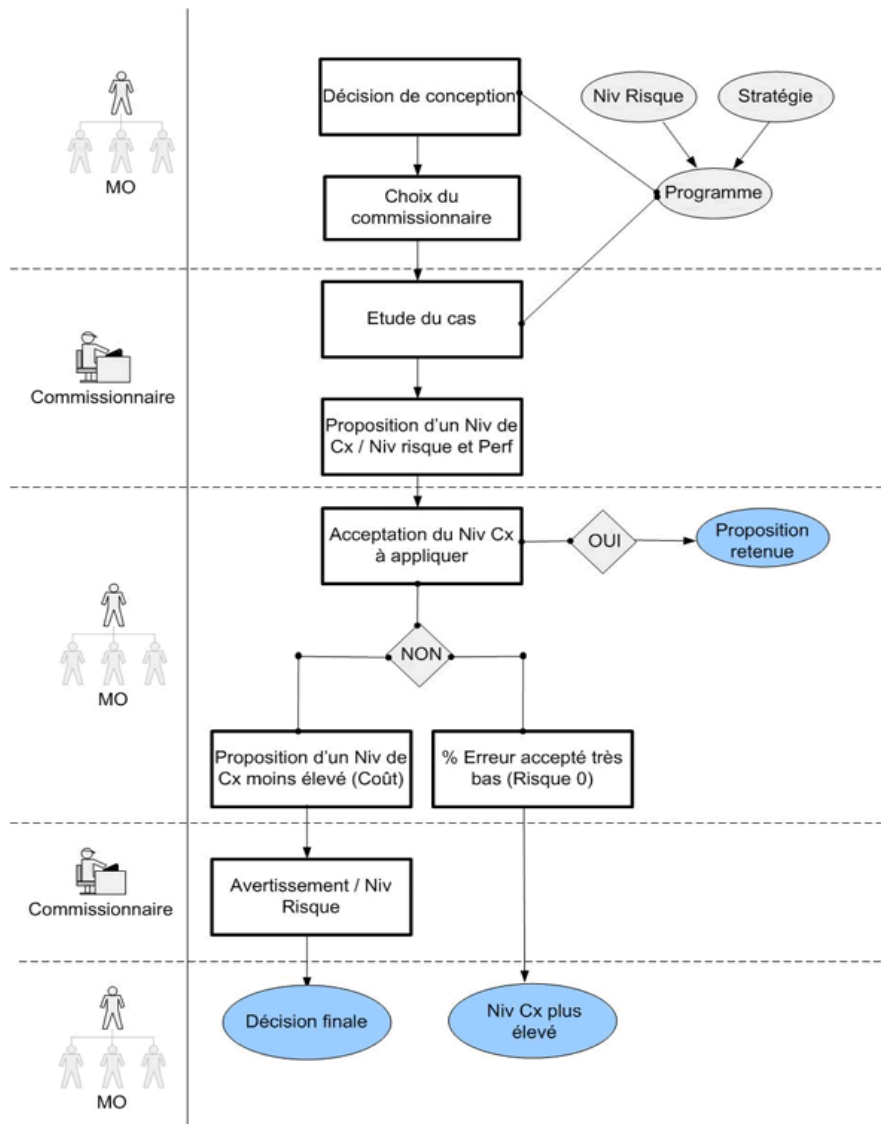 Décision de conception
Niv Risque
Stratégie
MO
Choix du
commissionnaire
Programme
Etude du cas
Commissionnaire
Proposition d'un Niv de
Cx / Niv risque et Perf
Acceptation du Niv Cx
à appliquer
OUI
Proposition
retenue
NON
MO
Proposition d'un Niv de
Cx moins élevé (Coût)
% Erreur accepté très
bas (Risque 0)
Commissionnaire
Avertissement / Niv
Risque
Décision finale
Niv Cx plus
élevé
MO